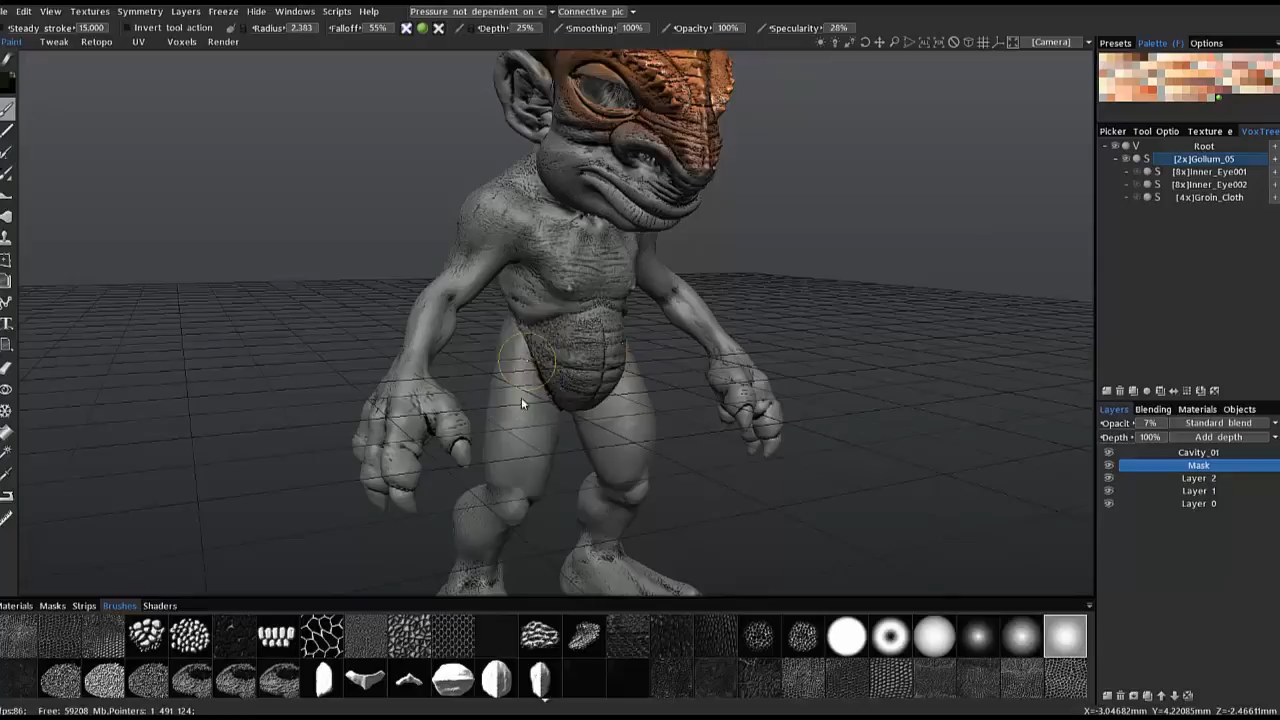 le Edit View Textures Symmetry Layers Freeze Hide Windows Scripts Help Pressure not dependent on c Connective pic
Steady stroke 15.000 Invert tool action Radius 2.383 Falloff 55% Depth 25% Smoothing 100% Opacity 100% Specularity 28%
Paint Tweak Retopo UV Voxels Render [Camera] Presets Palette (F) Options
Picker Tool Optio Texture e VoxTree
V Root
S [2x]Gollum_05
S [8x]Inner_Eye001
S [8x]Inner_Eye002
S [4x]Groin_Cloth
Layers Blending Materials Objects
Opacit 7% Standard blend
Depth 100% Add depth
Cavity_01
Mask
Layer 2
Layer 1
Layer 0
aterials Masks Strips Brushes Shaders
fps86; Free: 59208 Mb,Pointers: 1 491 124; X=-3.04682mm Y=4.22085mm Z=-2.46611mm